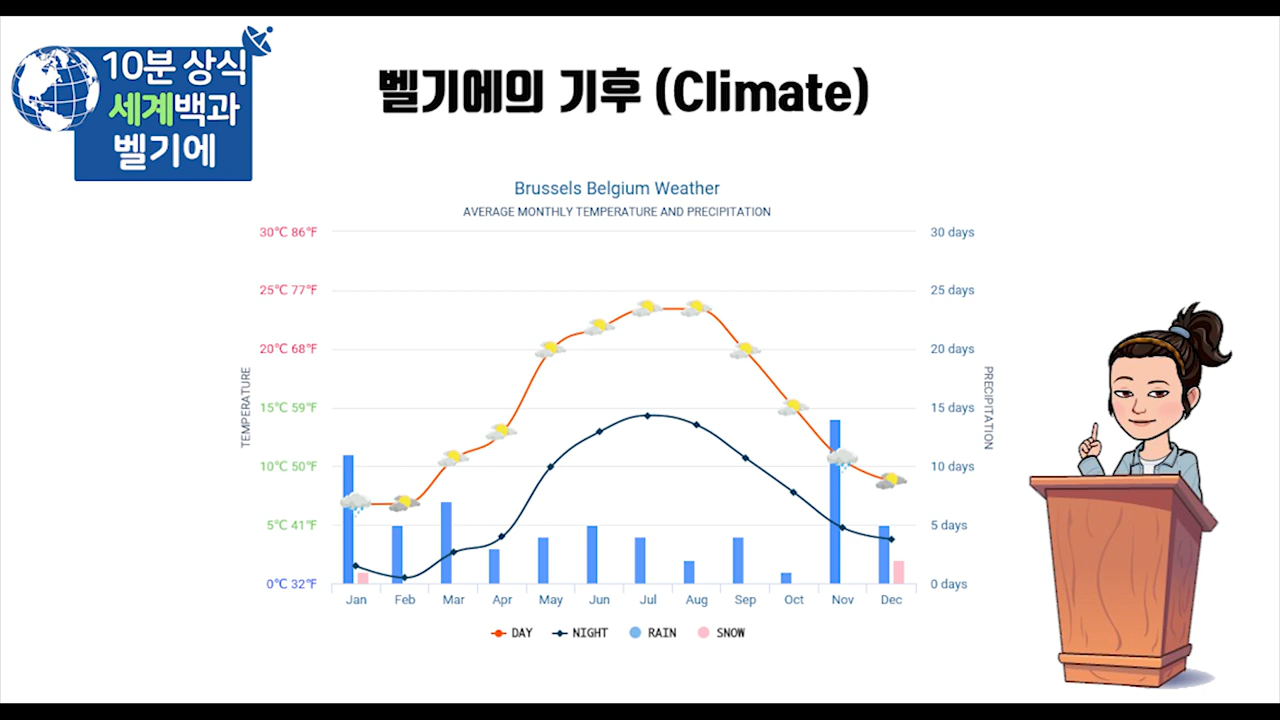 10분 상식
세계백과
벨기에
벨기에의 기후 (Climate)
Brussels Belgium Weather
AVERAGE MONTHLY TEMPERATURE AND PRECIPITATION
30℃ 86℉
25℃ 77℉
20℃ 68℉
15℃ 59℉
10℃ 50℉
5℃ 41℉
0℃ 32℉
TEMPERATURE
30 days
25 days
20 days
15 days
10 days
5 days
0 days
PRECIPITATION
Jan Feb Mar Apr May Jun Jul Aug Sep Oct Nov Dec
DAY NIGHT RAIN SNOW